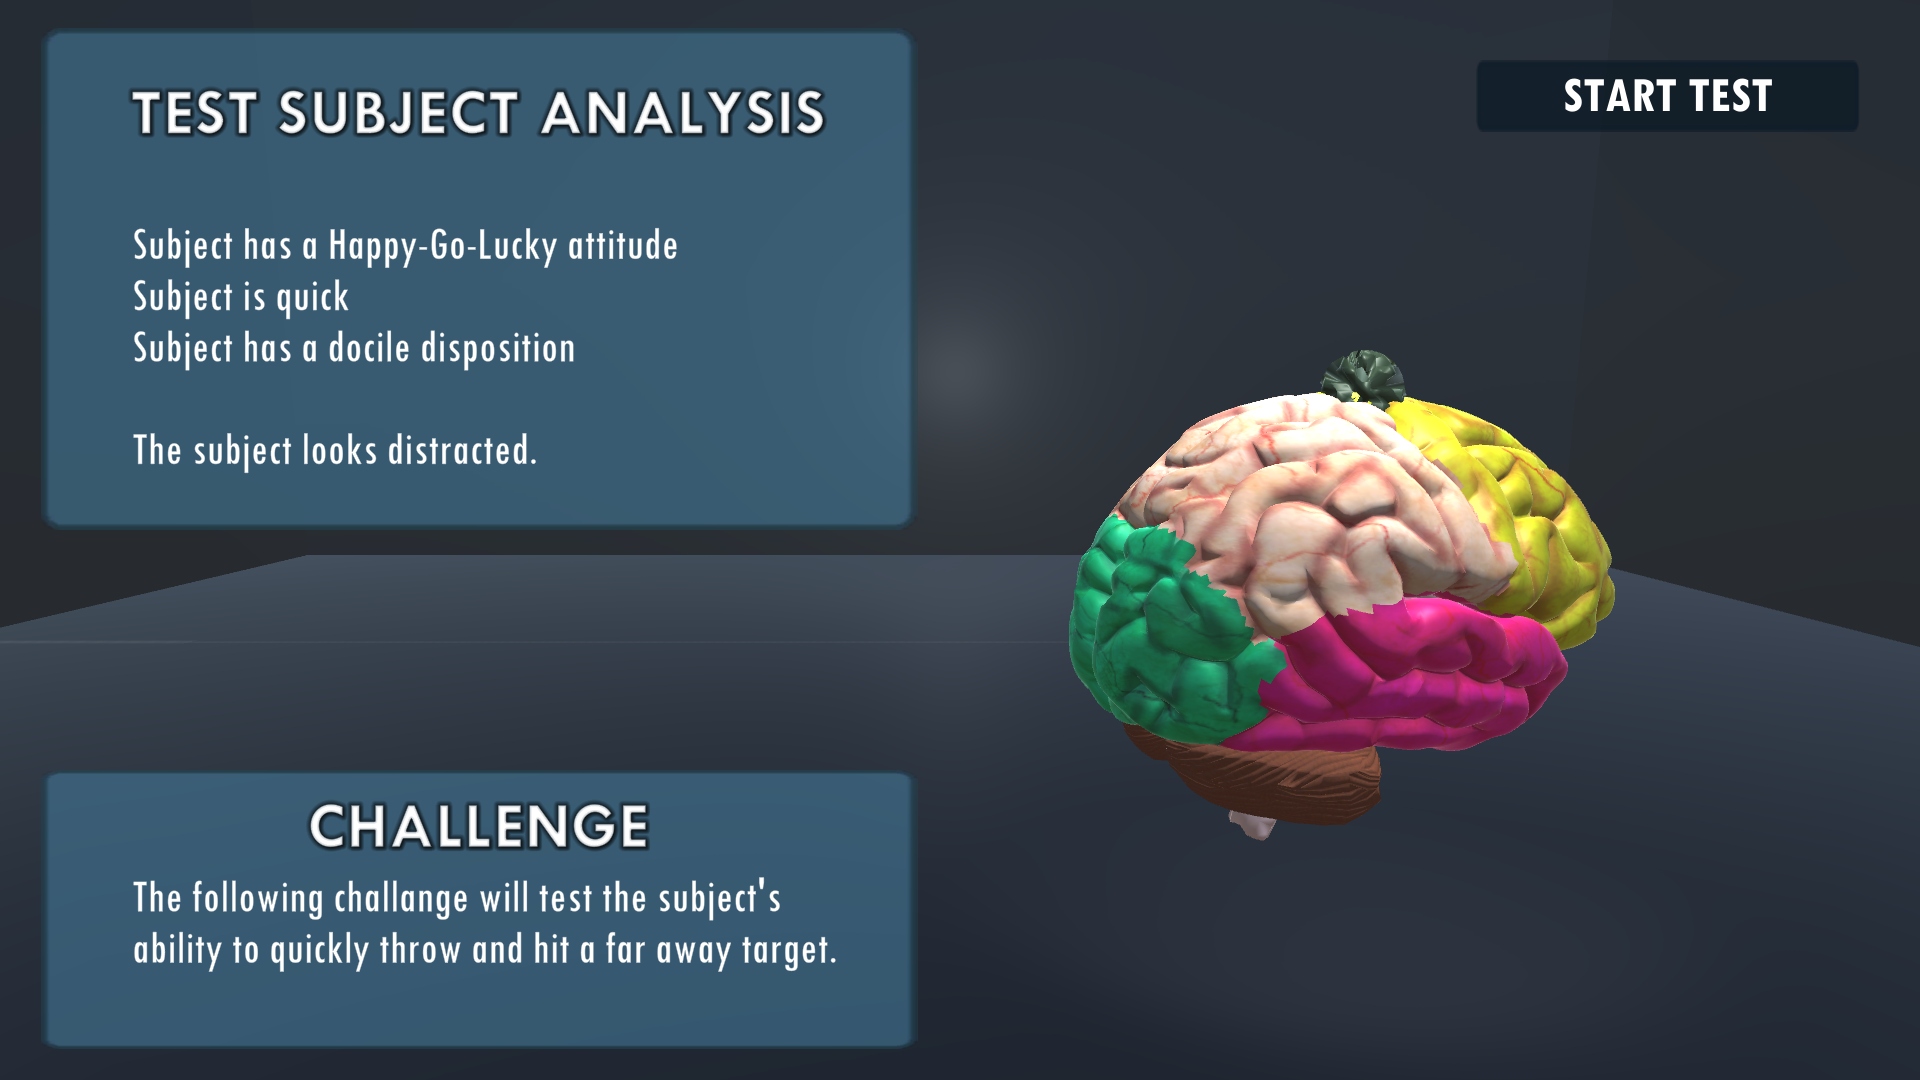 TEST SUBJECT ANALYSIS
START TEST
Subject has a Happy-Go-Lucky attitude
Subject is quick
Subject has a docile disposition
The subject looks distracted.
CHALLENGE
The following challange will test the subject's
ability to quickly throw and hit a far away target.